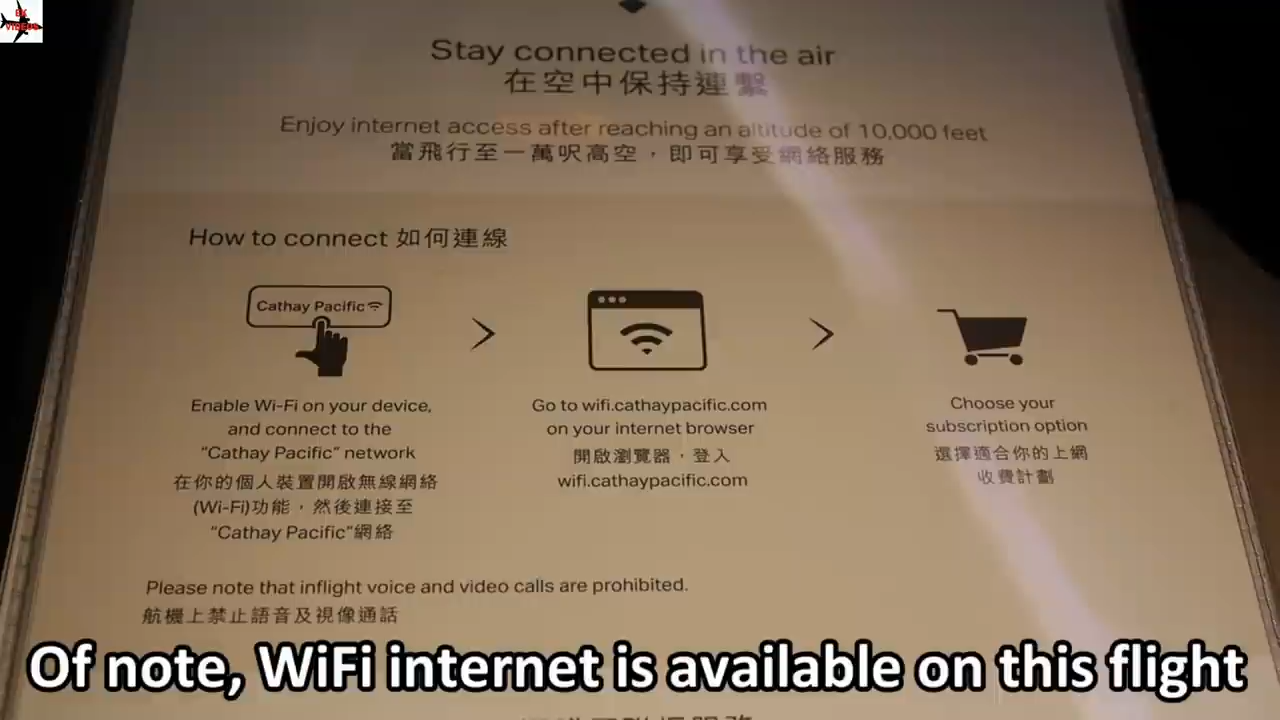 EK
VIDEOS
Stay connected in the air
在空中保持連繫
Enjoy internet access after reaching an altitude of 10,000 feet
當飛行至一萬呎高空，即可享受網絡服務
How to connect 如何連線
Cathay Pacific
Enable Wi-Fi on your device,
and connect to the
“Cathay Pacific” network
在你的個人裝置開啟無線網絡
(Wi-Fi)功能，然後連接至
“Cathay Pacific”網絡
Go to wifi.cathaypacific.com
on your internet browser
開啟瀏覽器，登入
wifi.cathaypacific.com
Choose your
subscription option
選擇適合你的上網
收費計劃
Please note that inflight voice and video calls are prohibited.
航機上禁止語音及視像通話
Of note, WiFi internet is available on this flight